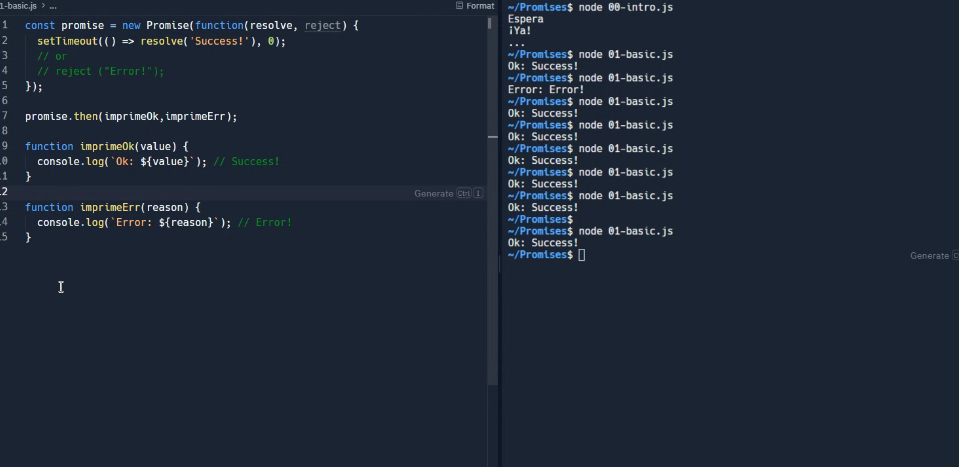 1-basic.js > ...
Format
1 const promise = new Promise(function(resolve, reject) {
2 setTimeout(() => resolve('Success!'), 0);
3 // or
4 // reject ("Error!");
5 });
6
7 promise.then(imprimeOk,imprimeErr);
8
9 function imprimeOk(value) {
0 console.log(`Ok: ${value}`); // Success!
1 }
2 Generate Ctrl I
3 function imprimeErr(reason) {
4 console.log(`Error: ${reason}`); // Error!
5 }
~/Promises$ node 00-intro.js
Espera
¡Ya!
...
~/Promises$ node 01-basic.js
Ok: Success!
~/Promises$ node 01-basic.js
Error: Error!
~/Promises$ node 01-basic.js
Ok: Success!
~/Promises$ node 01-basic.js
Ok: Success!
~/Promises$ node 01-basic.js
Ok: Success!
~/Promises$ node 01-basic.js
Ok: Success!
~/Promises$ node 01-basic.js
Ok: Success!
~/Promises$
~/Promises$ node 01-basic.js
Ok: Success!
~/Promises$
Generate